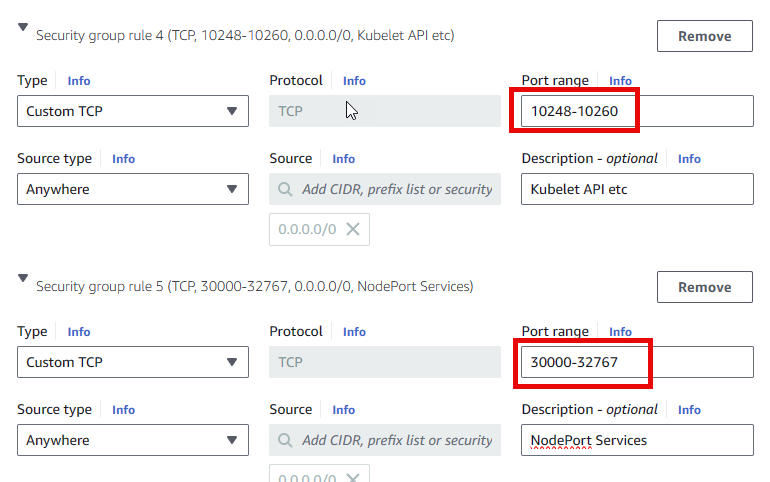 Security group rule 4 (TCP, 10248-10260, 0.0.0.0/0, Kubelet API etc) Remove
Type Info Protocol Info Port range Info
Custom TCP TCP 10248-10260
Source type Info Source Info Description - optional Info
Anywhere Add CIDR, prefix list or security Kubelet API etc
0.0.0.0/0
Security group rule 5 (TCP, 30000-32767, 0.0.0.0/0, NodePort Services) Remove
Type Info Protocol Info Port range Info
Custom TCP TCP 30000-32767
Source type Info Source Info Description - optional Info
Anywhere Add CIDR, prefix list or security NodePort Services
0.0.0.0/0